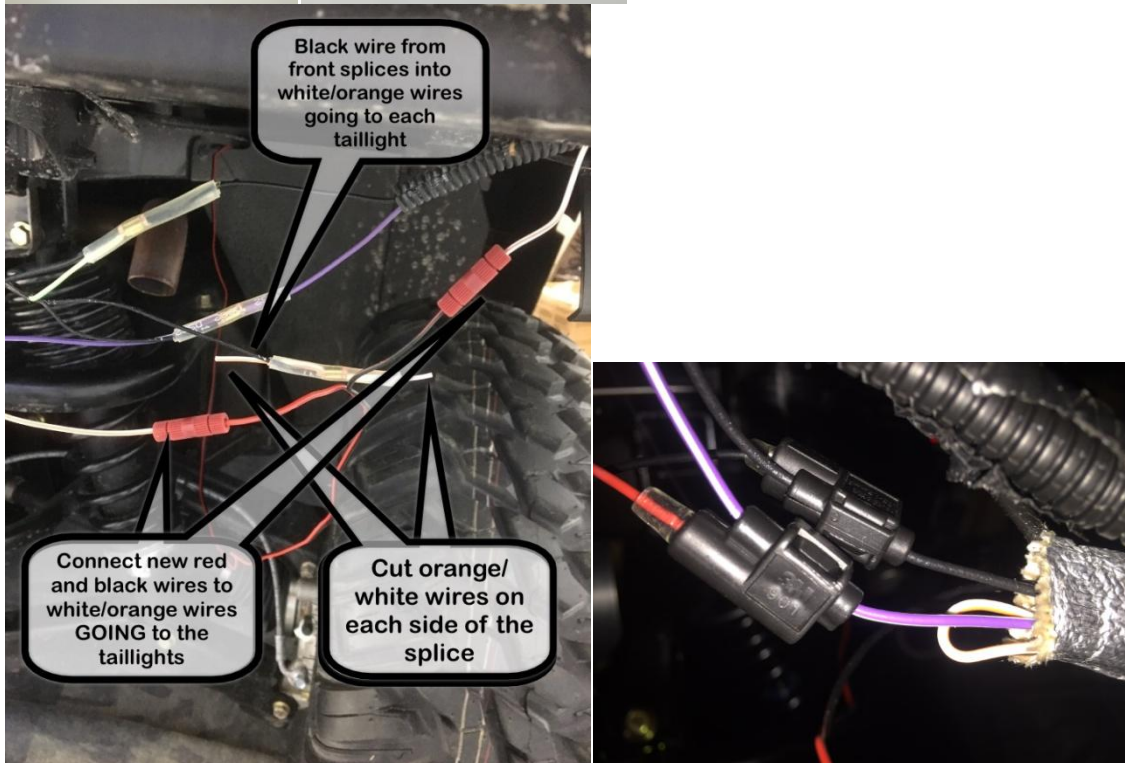 Black wire from
front splices into
white/orange wires
going to each
taillight
Connect new red
and black wires to
white/orange wires
GOING to the
taillights
Cut orange/
white wires on
each side of the
splice